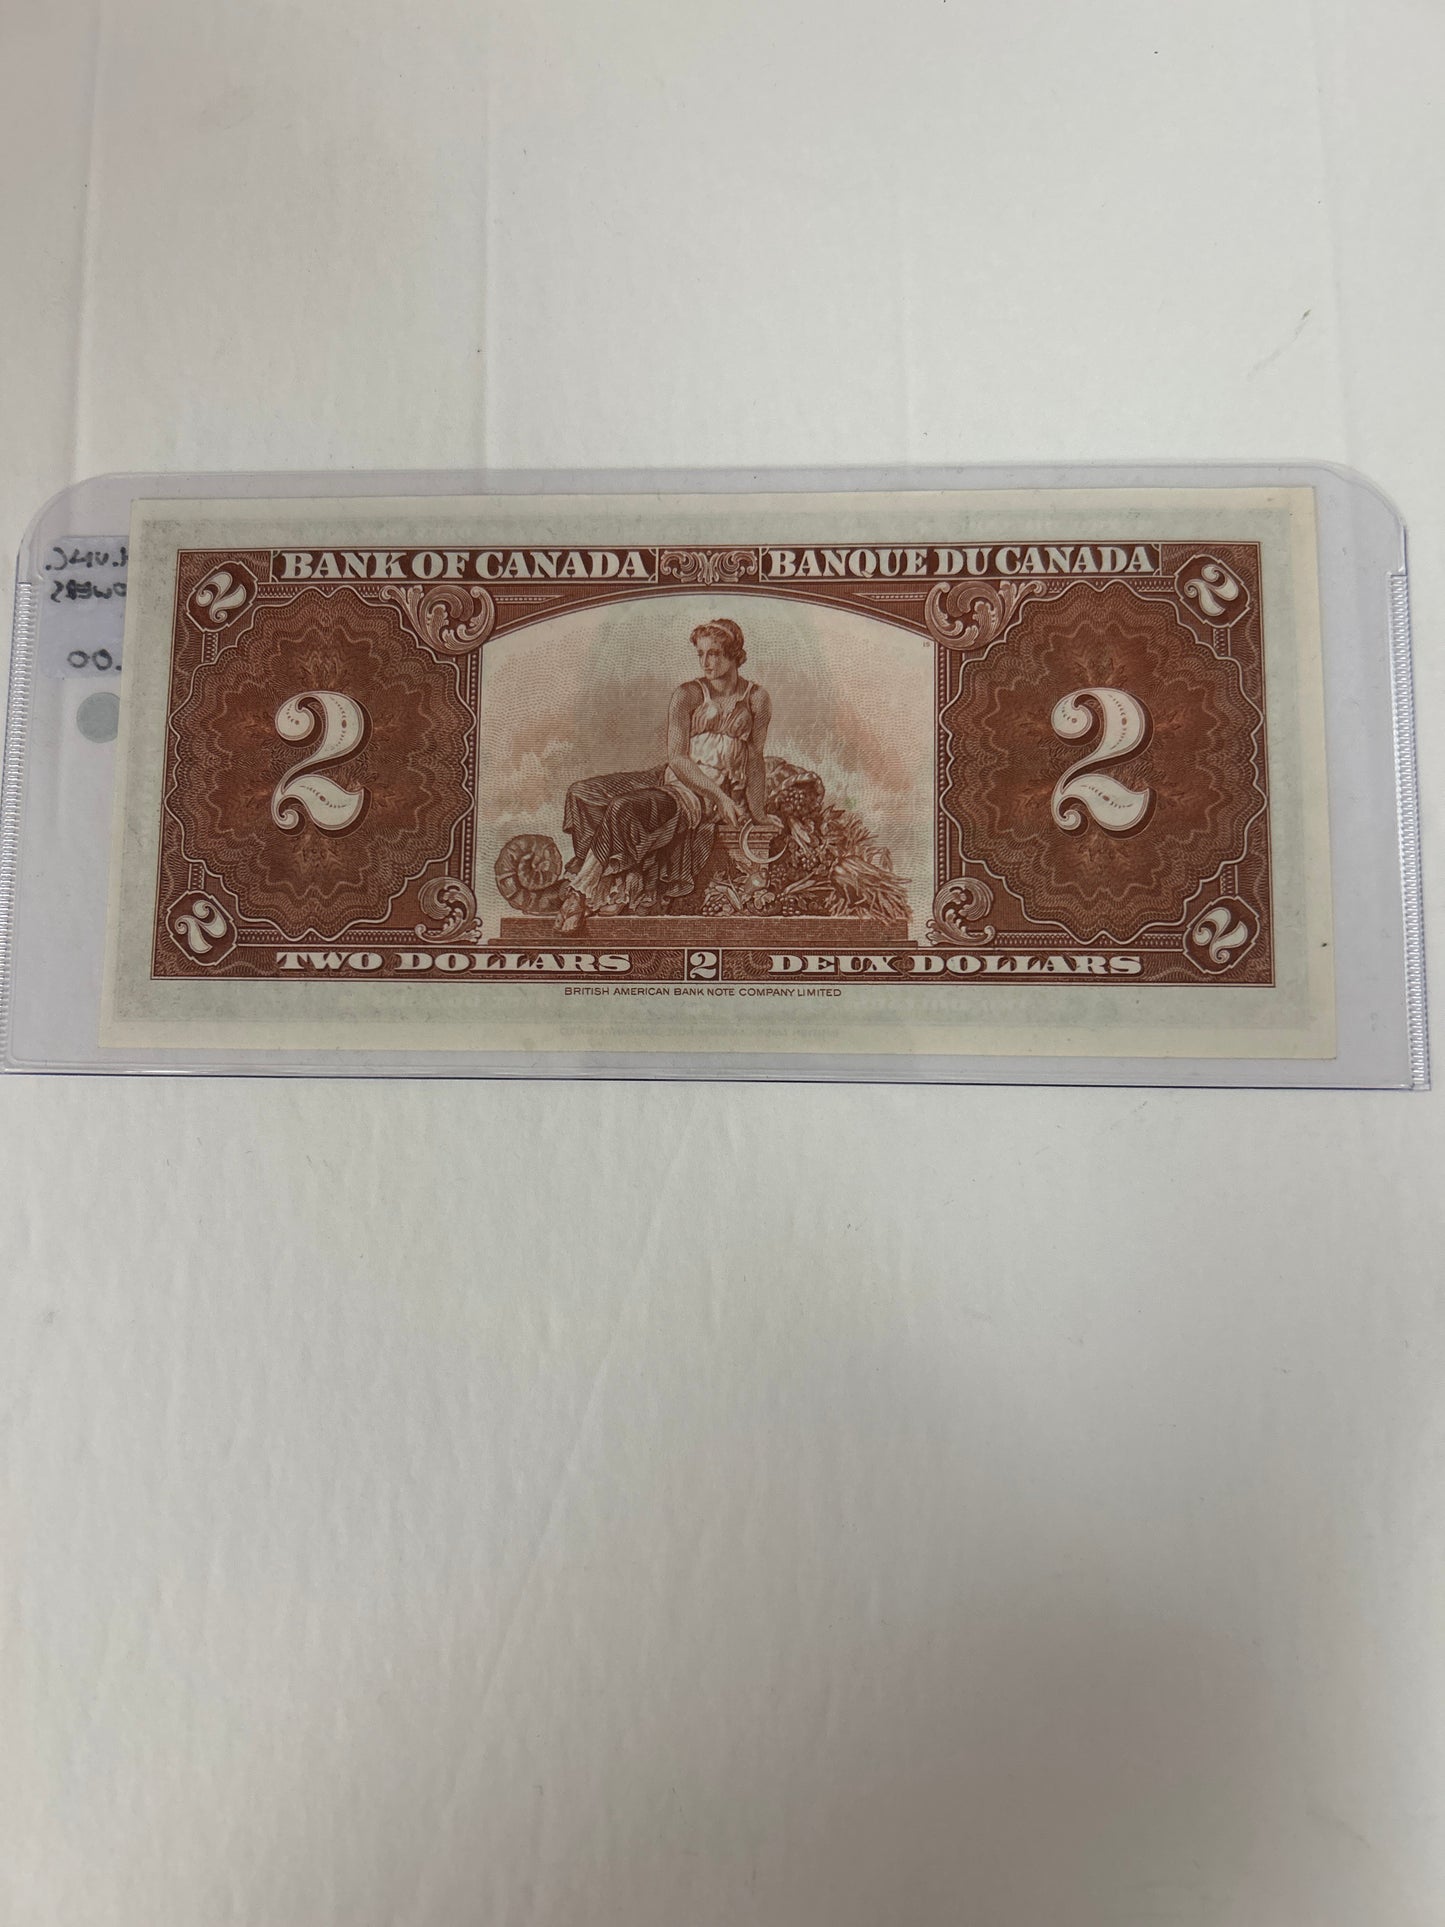 BANK OF CANADA BANQUE DU CANADA
2 2
2 2
2 2
TWO DOLLARS 2 DEUX DOLLARS
BRITISH AMERICAN BANK NOTE COMPANY LIMITED
.00